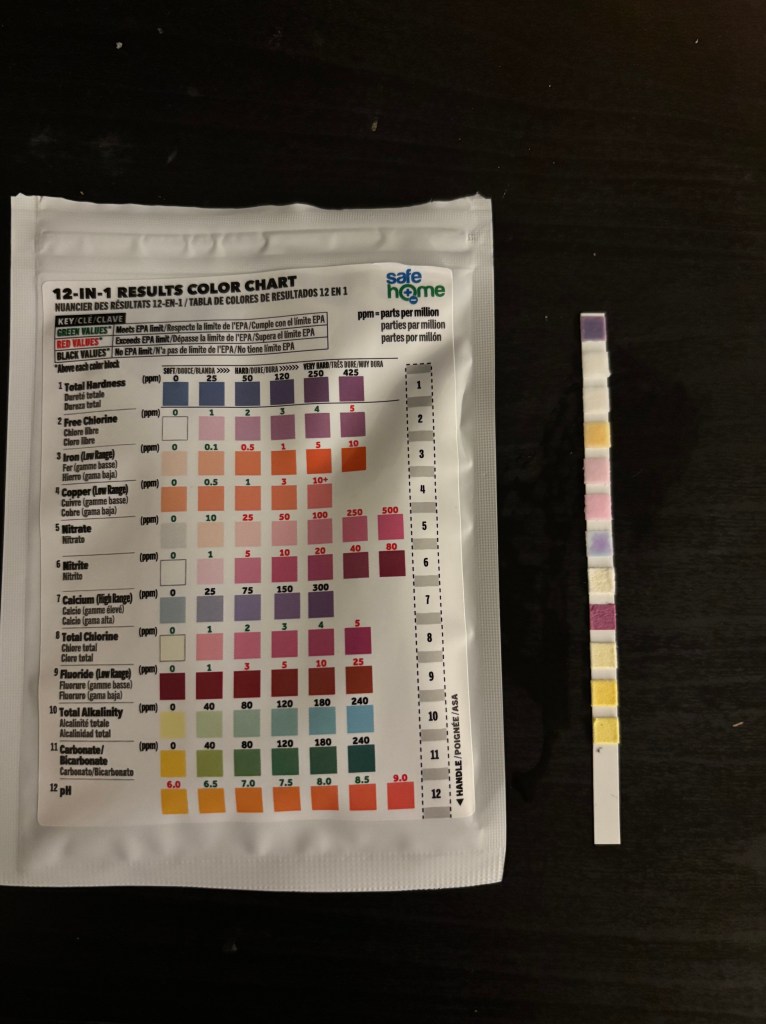 12-IN-1 RESULTS COLOR CHART
NUANCIER DES RÉSULTATS 12-EN-1 / TABLA DE COLORES DE RESULTADOS 12 EN 1
safe home
KEY/CLÉ/CLAVE
GREEN VALUES* Meets EPA limit/Respecte la limite de l'EPA/Cumple con el límite EPA
RED VALUES* Exceeds EPA limit/Dépasse la limite de l'EPA/Supera el límite EPA
BLACK VALUES* No EPA limit/N'a pas de limite de l'EPA/No tiene límite EPA
*Above each color block
ppm = parts per million
parties par million
partes por millón
SOFT/DOUCE/BLANDA >>>> HARD/DURE/DURA >>>>>> VERY HARD/TRÈS DURE/MUY DURA
1 Total Hardness (ppm) 0 25 50 120 250 425
Dureté totale
Dureza total
2 Free Chlorine (ppm) 0 1 2 3 4 5
Chlore libre
Cloro libre
3 Iron (Low Range) (ppm) 0 0.1 0.5 1 5 10
Fer (gamme basse)
Hierro (gama baja)
4 Copper (Low Range) (ppm) 0 0.5 1 3 10+
Cuivre (gamme basse)
Cobre (gama baja)
5 Nitrate (ppm) 0 10 25 50 100 250 500
Nitrato
6 Nitrite (ppm) 0 1 5 10 20 40 80
Nitrito
7 Calcium (High Range) (ppm) 0 25 75 150 300
Calcio (gamme élevé)
Calcio (gama alta)
8 Total Chlorine (ppm) 0 1 2 3 4 5
Chlore total
Cloro total
9 Fluoride (Low Range) (ppm) 0 1 3 5 10 25
Fluorure (gamme basse)
Fluoruro (gama baja)
10 Total Alkalinity (ppm) 0 40 80 120 180 240
Alcalinité totale
Alcalinidad total
11 Carbonate/ (ppm) 0 40 80 120 180 240
Bicarbonate
Carbonato/Bicarbonato
12 pH 6.0 6.5 7.0 7.5 8.0 8.5 9.0
1
2
3
4
5
6
7
8
9
10
11
12
◀ HANDLE/POIGNÉE/ASA